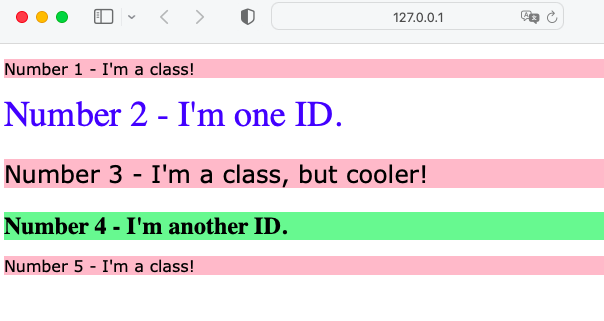 127.0.0.1
Number 1 - I'm a class!
Number 2 - I'm one ID.
Number 3 - I'm a class, but cooler!
Number 4 - I'm another ID.
Number 5 - I'm a class!